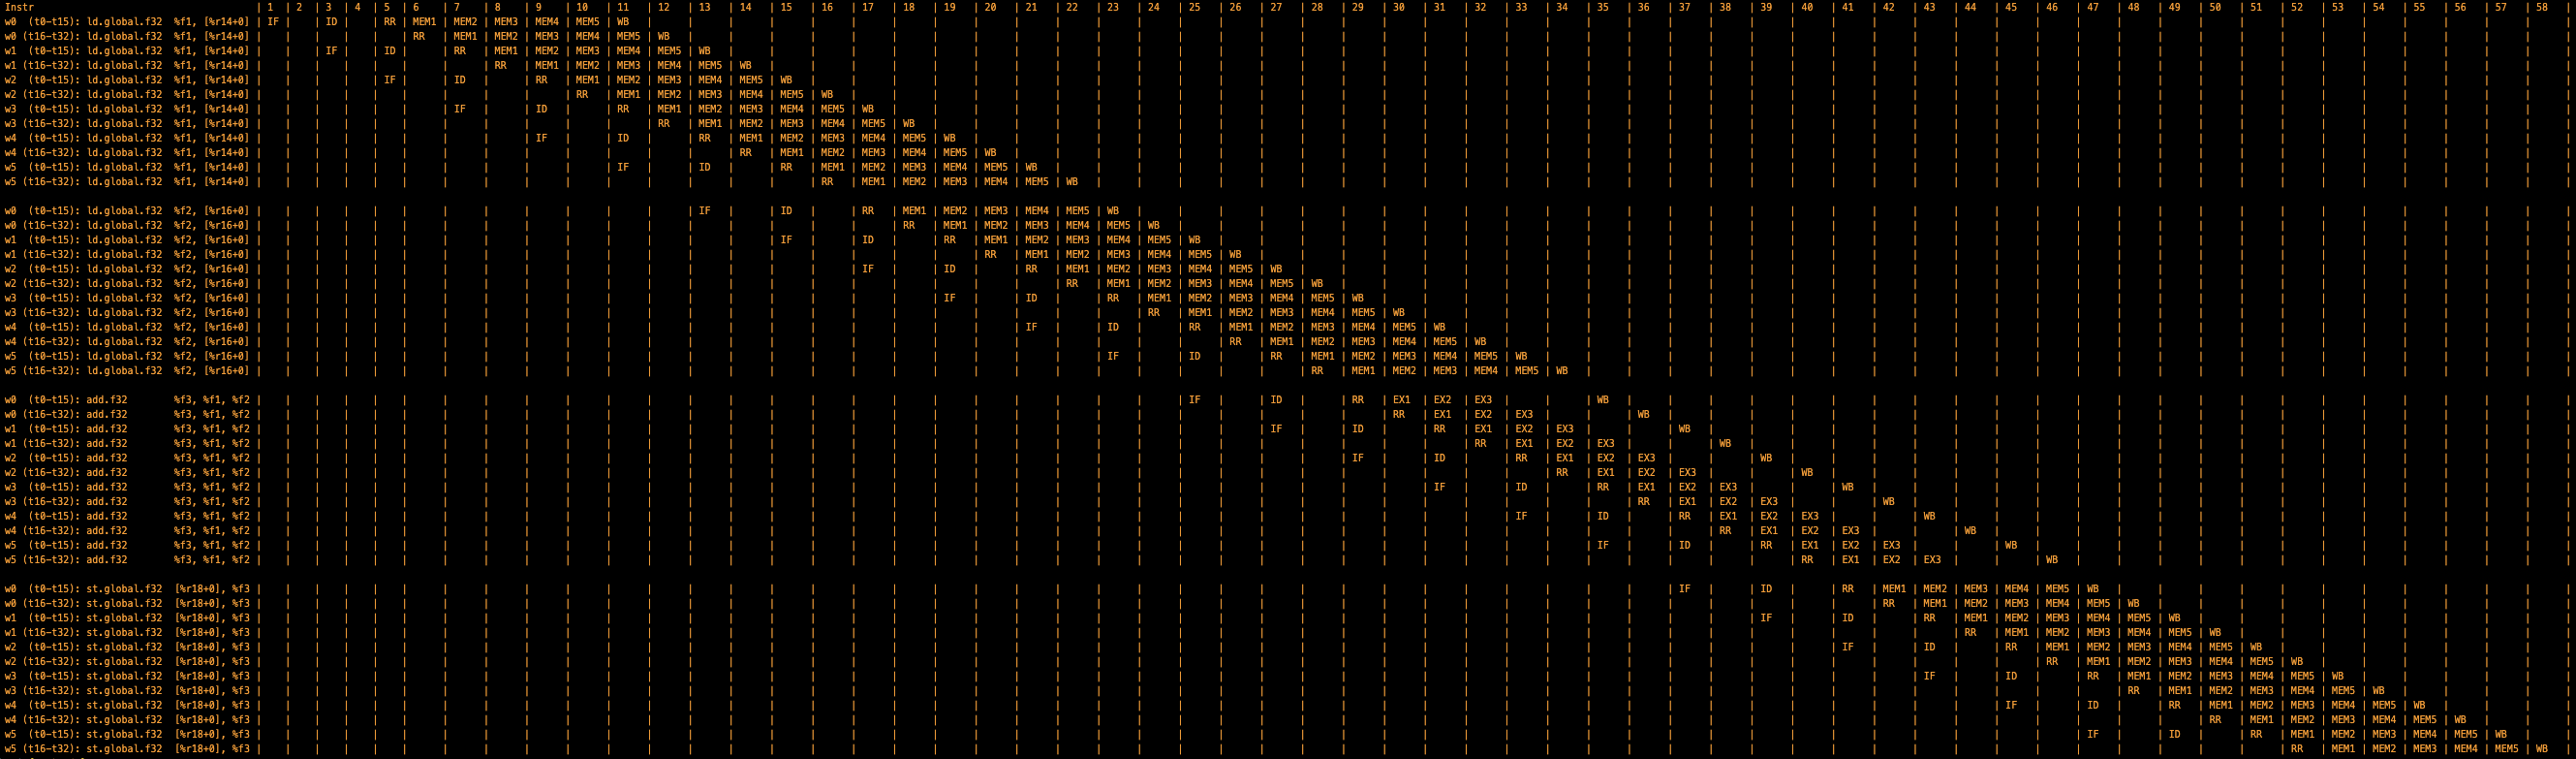 Instr | 1 | 2 | 3 | 4 | 5 | 6 | 7 | 8 | 9 | 10 | 11 | 12 | 13 | 14 | 15 | 16 | 17 | 18 | 19 | 20 | 21 | 22 | 23 | 24 | 25 | 26 | 27 | 28 | 29 | 30 | 31 | 32 | 33 | 34 | 35 | 36 | 37 | 38 | 39 | 40 | 41 | 42 | 43 | 44 | 45 | 46 | 47 | 48 | 49 | 50 | 51 | 52 | 53 | 54 | 55 | 56 | 57 | 58 |
w0 (t0-t15): ld.global.f32 %f1, [%r14+0] | IF | ID | RR | MEM1 | MEM2 | MEM3 | MEM4 | MEM5 | WB
w0 (t16-t32): ld.global.f32 %f1, [%r14+0] | RR | MEM1 | MEM2 | MEM3 | MEM4 | MEM5 | WB
w1 (t0-t15): ld.global.f32 %f1, [%r14+0] | IF | ID | RR | MEM1 | MEM2 | MEM3 | MEM4 | MEM5 | WB
w1 (t16-t32): ld.global.f32 %f1, [%r14+0] | RR | MEM1 | MEM2 | MEM3 | MEM4 | MEM5 | WB
w2 (t0-t15): ld.global.f32 %f1, [%r14+0] | IF | ID | RR | MEM1 | MEM2 | MEM3 | MEM4 | MEM5 | WB
w2 (t16-t32): ld.global.f32 %f1, [%r14+0] | RR | MEM1 | MEM2 | MEM3 | MEM4 | MEM5 | WB
w3 (t0-t15): ld.global.f32 %f1, [%r14+0] | IF | ID | RR | MEM1 | MEM2 | MEM3 | MEM4 | MEM5 | WB
w3 (t16-t32): ld.global.f32 %f1, [%r14+0] | RR | MEM1 | MEM2 | MEM3 | MEM4 | MEM5 | WB
w4 (t0-t15): ld.global.f32 %f1, [%r14+0] | IF | ID | RR | MEM1 | MEM2 | MEM3 | MEM4 | MEM5 | WB
w4 (t16-t32): ld.global.f32 %f1, [%r14+0] | RR | MEM1 | MEM2 | MEM3 | MEM4 | MEM5 | WB
w5 (t0-t15): ld.global.f32 %f1, [%r14+0] | IF | ID | RR | MEM1 | MEM2 | MEM3 | MEM4 | MEM5 | WB
w5 (t16-t32): ld.global.f32 %f1, [%r14+0] | RR | MEM1 | MEM2 | MEM3 | MEM4 | MEM5 | WB
w0 (t0-t15): ld.global.f32 %f2, [%r16+0] | IF | ID | RR | MEM1 | MEM2 | MEM3 | MEM4 | MEM5 | WB
w0 (t16-t32): ld.global.f32 %f2, [%r16+0] | RR | MEM1 | MEM2 | MEM3 | MEM4 | MEM5 | WB
w1 (t0-t15): ld.global.f32 %f2, [%r16+0] | IF | ID | RR | MEM1 | MEM2 | MEM3 | MEM4 | MEM5 | WB
w1 (t16-t32): ld.global.f32 %f2, [%r16+0] | RR | MEM1 | MEM2 | MEM3 | MEM4 | MEM5 | WB
w2 (t0-t15): ld.global.f32 %f2, [%r16+0] | IF | ID | RR | MEM1 | MEM2 | MEM3 | MEM4 | MEM5 | WB
w2 (t16-t32): ld.global.f32 %f2, [%r16+0] | RR | MEM1 | MEM2 | MEM3 | MEM4 | MEM5 | WB
w3 (t0-t15): ld.global.f32 %f2, [%r16+0] | IF | ID | RR | MEM1 | MEM2 | MEM3 | MEM4 | MEM5 | WB
w3 (t16-t32): ld.global.f32 %f2, [%r16+0] | RR | MEM1 | MEM2 | MEM3 | MEM4 | MEM5 | WB
w4 (t0-t15): ld.global.f32 %f2, [%r16+0] | IF | ID | RR | MEM1 | MEM2 | MEM3 | MEM4 | MEM5 | WB
w4 (t16-t32): ld.global.f32 %f2, [%r16+0] | RR | MEM1 | MEM2 | MEM3 | MEM4 | MEM5 | WB
w5 (t0-t15): ld.global.f32 %f2, [%r16+0] | IF | ID | RR | MEM1 | MEM2 | MEM3 | MEM4 | MEM5 | WB
w5 (t16-t32): ld.global.f32 %f2, [%r16+0] | RR | MEM1 | MEM2 | MEM3 | MEM4 | MEM5 | WB
w0 (t0-t15): add.f32 %f3, %f1, %f2 | IF | ID | RR | EX1 | EX2 | EX3 | WB
w0 (t16-t32): add.f32 %f3, %f1, %f2 | RR | EX1 | EX2 | EX3 | WB
w1 (t0-t15): add.f32 %f3, %f1, %f2 | IF | ID | RR | EX1 | EX2 | EX3 | WB
w1 (t16-t32): add.f32 %f3, %f1, %f2 | RR | EX1 | EX2 | EX3 | WB
w2 (t0-t15): add.f32 %f3, %f1, %f2 | IF | ID | RR | EX1 | EX2 | EX3 | WB
w2 (t16-t32): add.f32 %f3, %f1, %f2 | RR | EX1 | EX2 | EX3 | WB
w3 (t0-t15): add.f32 %f3, %f1, %f2 | IF | ID | RR | EX1 | EX2 | EX3 | WB
w3 (t16-t32): add.f32 %f3, %f1, %f2 | RR | EX1 | EX2 | EX3 | WB
w4 (t0-t15): add.f32 %f3, %f1, %f2 | IF | ID | RR | EX1 | EX2 | EX3 | WB
w4 (t16-t32): add.f32 %f3, %f1, %f2 | RR | EX1 | EX2 | EX3 | WB
w5 (t0-t15): add.f32 %f3, %f1, %f2 | IF | ID | RR | EX1 | EX2 | EX3 | WB
w5 (t16-t32): add.f32 %f3, %f1, %f2 | RR | EX1 | EX2 | EX3 | WB
w0 (t0-t15): st.global.f32 [%r18+0], %f3 | IF | ID | RR | MEM1 | MEM2 | MEM3 | MEM4 | MEM5 | WB
w0 (t16-t32): st.global.f32 [%r18+0], %f3 | RR | MEM1 | MEM2 | MEM3 | MEM4 | MEM5 | WB
w1 (t0-t15): st.global.f32 [%r18+0], %f3 | IF | ID | RR | MEM1 | MEM2 | MEM3 | MEM4 | MEM5 | WB
w1 (t16-t32): st.global.f32 [%r18+0], %f3 | RR | MEM1 | MEM2 | MEM3 | MEM4 | MEM5 | WB
w2 (t0-t15): st.global.f32 [%r18+0], %f3 | IF | ID | RR | MEM1 | MEM2 | MEM3 | MEM4 | MEM5 | WB
w2 (t16-t32): st.global.f32 [%r18+0], %f3 | RR | MEM1 | MEM2 | MEM3 | MEM4 | MEM5 | WB
w3 (t0-t15): st.global.f32 [%r18+0], %f3 | IF | ID | RR | MEM1 | MEM2 | MEM3 | MEM4 | MEM5 | WB
w3 (t16-t32): st.global.f32 [%r18+0], %f3 | RR | MEM1 | MEM2 | MEM3 | MEM4 | MEM5 | WB
w4 (t0-t15): st.global.f32 [%r18+0], %f3 | IF | ID | RR | MEM1 | MEM2 | MEM3 | MEM4 | MEM5 | WB
w4 (t16-t32): st.global.f32 [%r18+0], %f3 | RR | MEM1 | MEM2 | MEM3 | MEM4 | MEM5 | WB
w5 (t0-t15): st.global.f32 [%r18+0], %f3 | IF | ID | RR | MEM1 | MEM2 | MEM3 | MEM4 | MEM5 | WB
w5 (t16-t32): st.global.f32 [%r18+0], %f3 | RR | MEM1 | MEM2 | MEM3 | MEM4 | MEM5 | WB